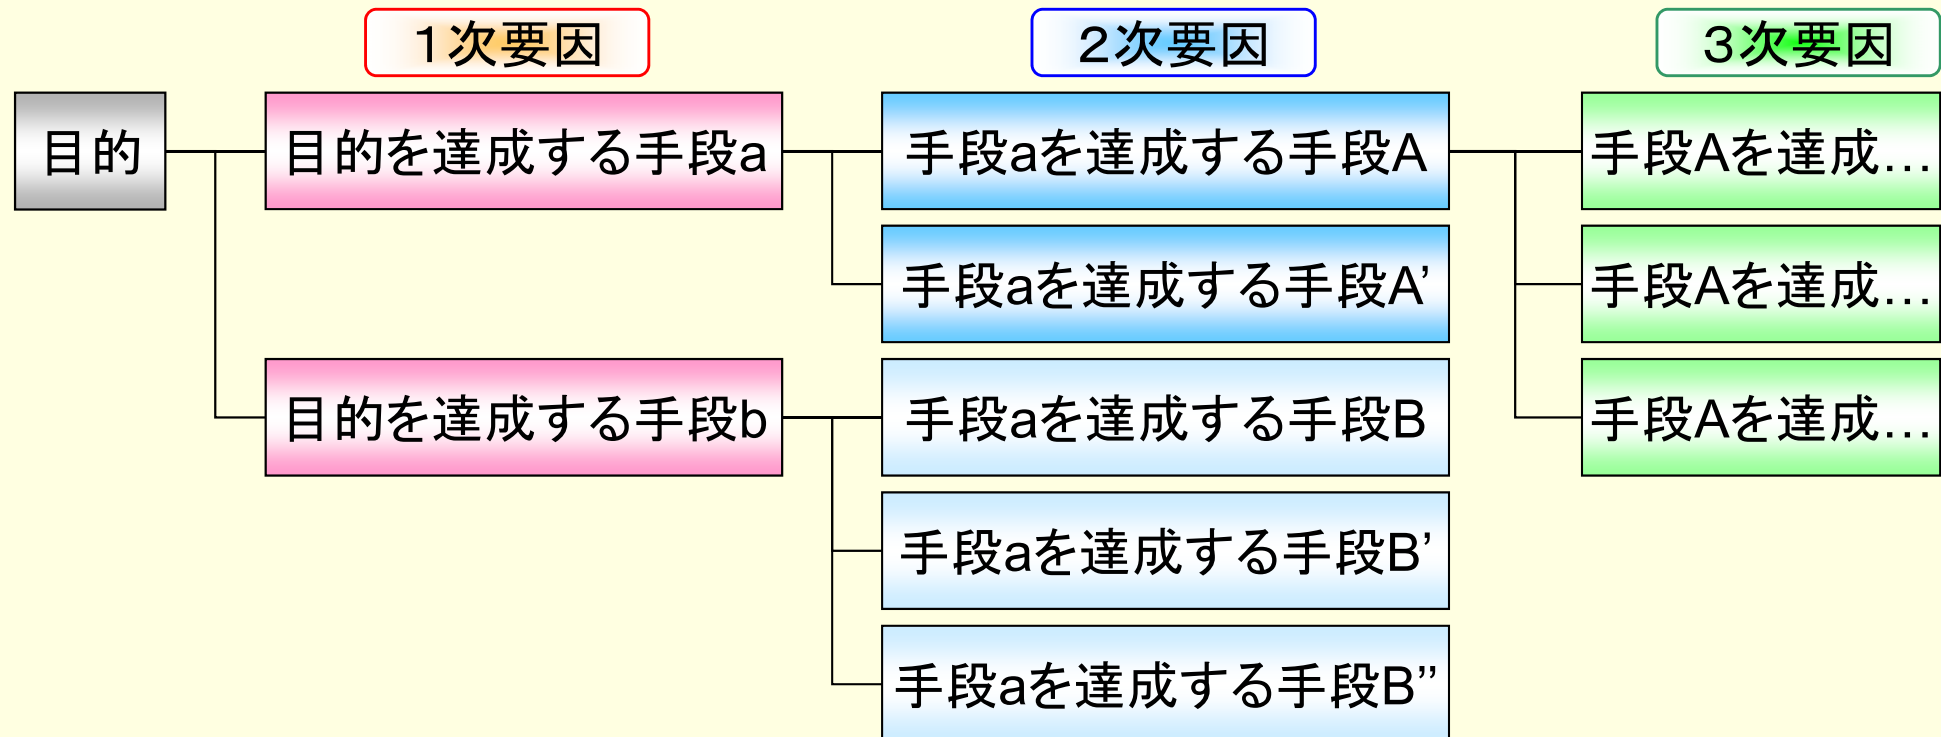 １次要因
２次要因
３次要因
目的
目的を達成する手段a
手段aを達成する手段A
手段Aを達成…
手段aを達成する手段A’
手段Aを達成…
目的を達成する手段b
手段aを達成する手段B
手段Aを達成…
手段aを達成する手段B’
手段aを達成する手段B’’